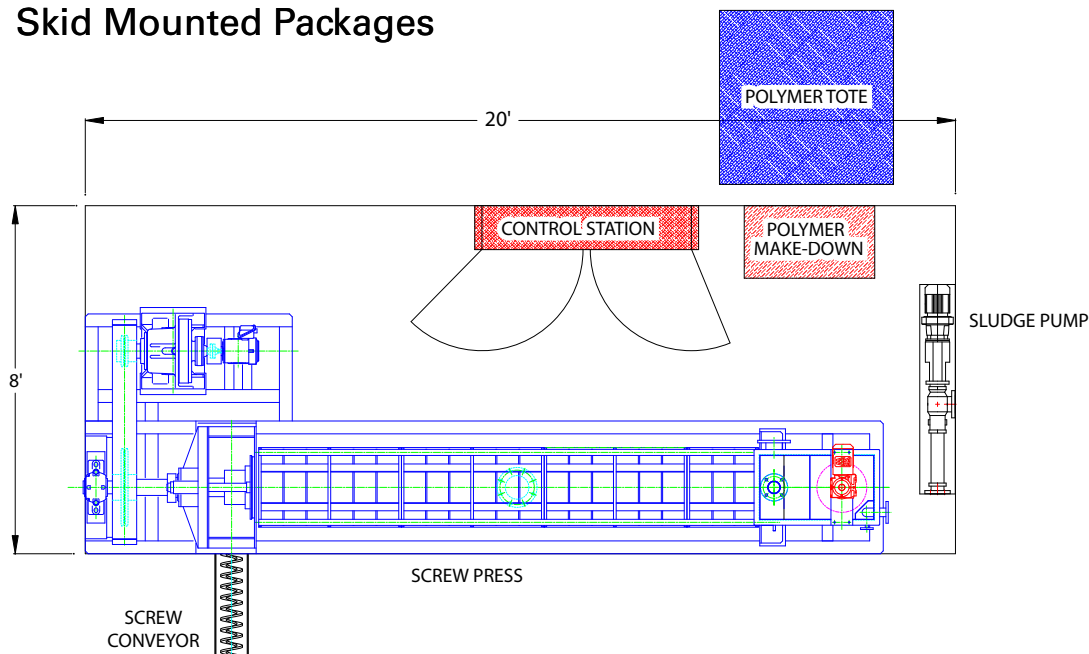 Skid Mounted Packages
POLYMER TOTE
20'
CONTROL STATION
POLYMER
MAKE-DOWN
SLUDGE PUMP
8'
SCREW PRESS
SCREW
CONVEYOR